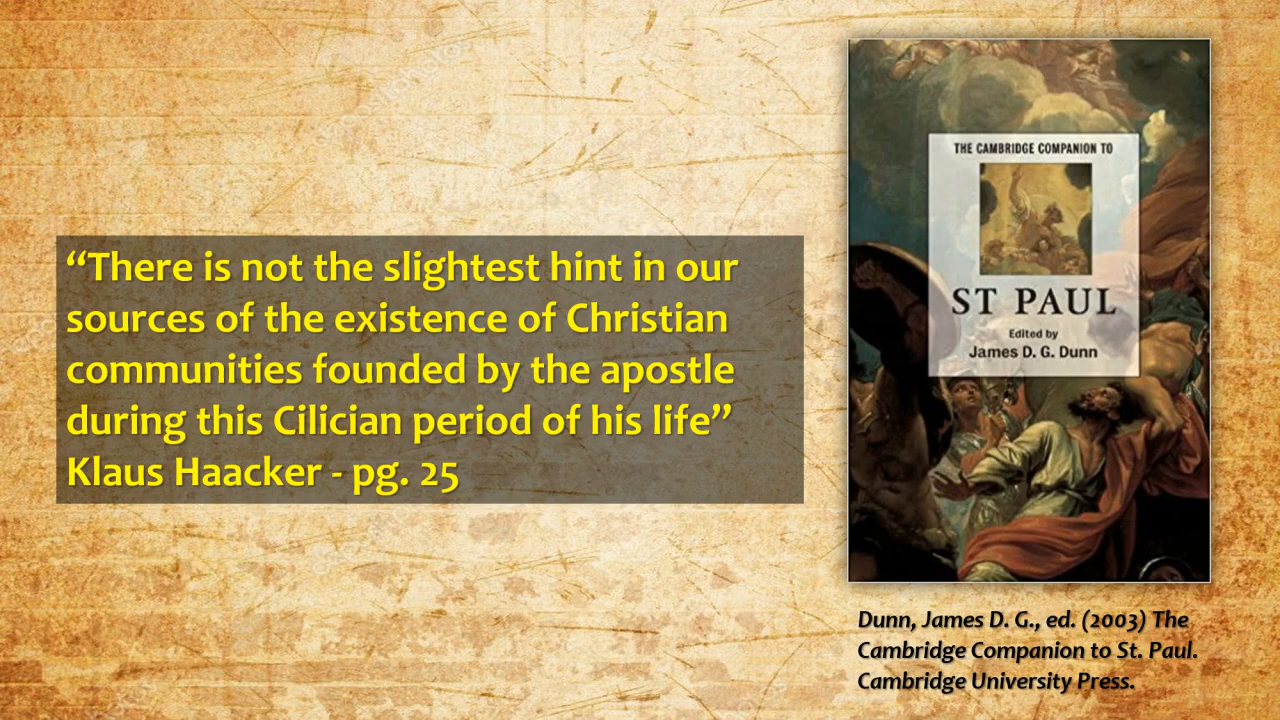 “There is not the slightest hint in our
sources of the existence of Christian
communities founded by the apostle
during this Cilician period of his life”
Klaus Haacker - pg. 25
THE CAMBRIDGE COMPANION TO
ST PAUL
Edited by
James D. G. Dunn
Dunn, James D. G., ed. (2003) The
Cambridge Companion to St. Paul.
Cambridge University Press.